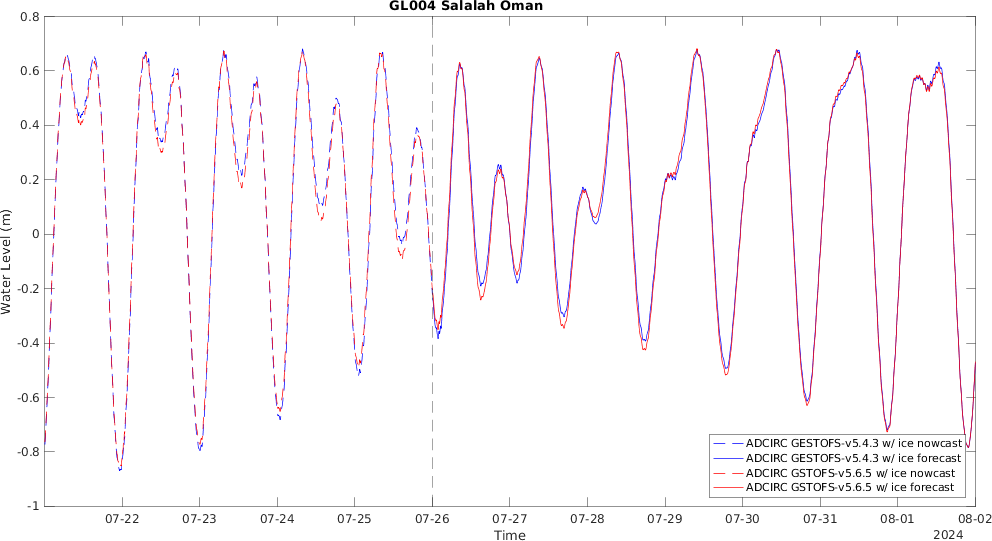 GL004 Salalah Oman
0.8
0.6
0.4
0.2
0
-0.2
-0.4
-0.6
-0.8
-1
Water Level (m)
ADCIRC GESTOFS-v5.4.3 w/ ice nowcast
ADCIRC GESTOFS-v5.4.3 w/ ice forecast
ADCIRC GSTOFS-v5.6.5 w/ ice nowcast
ADCIRC GSTOFS-v5.6.5 w/ ice forecast
07-22 07-23 07-24 07-25 07-26 07-27 07-28 07-29 07-30 07-31 08-01 08-02
Time
2024